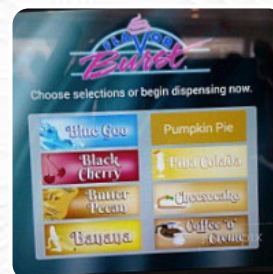 FLAVOR
Burst
Choose selections or begin dispensing now.
Blue Goo
Pumpkin Pie
Black
Cherry
Pina Colada
Butter
Pecan
Cheesecake
Banana
Coffee 'n'
Cream